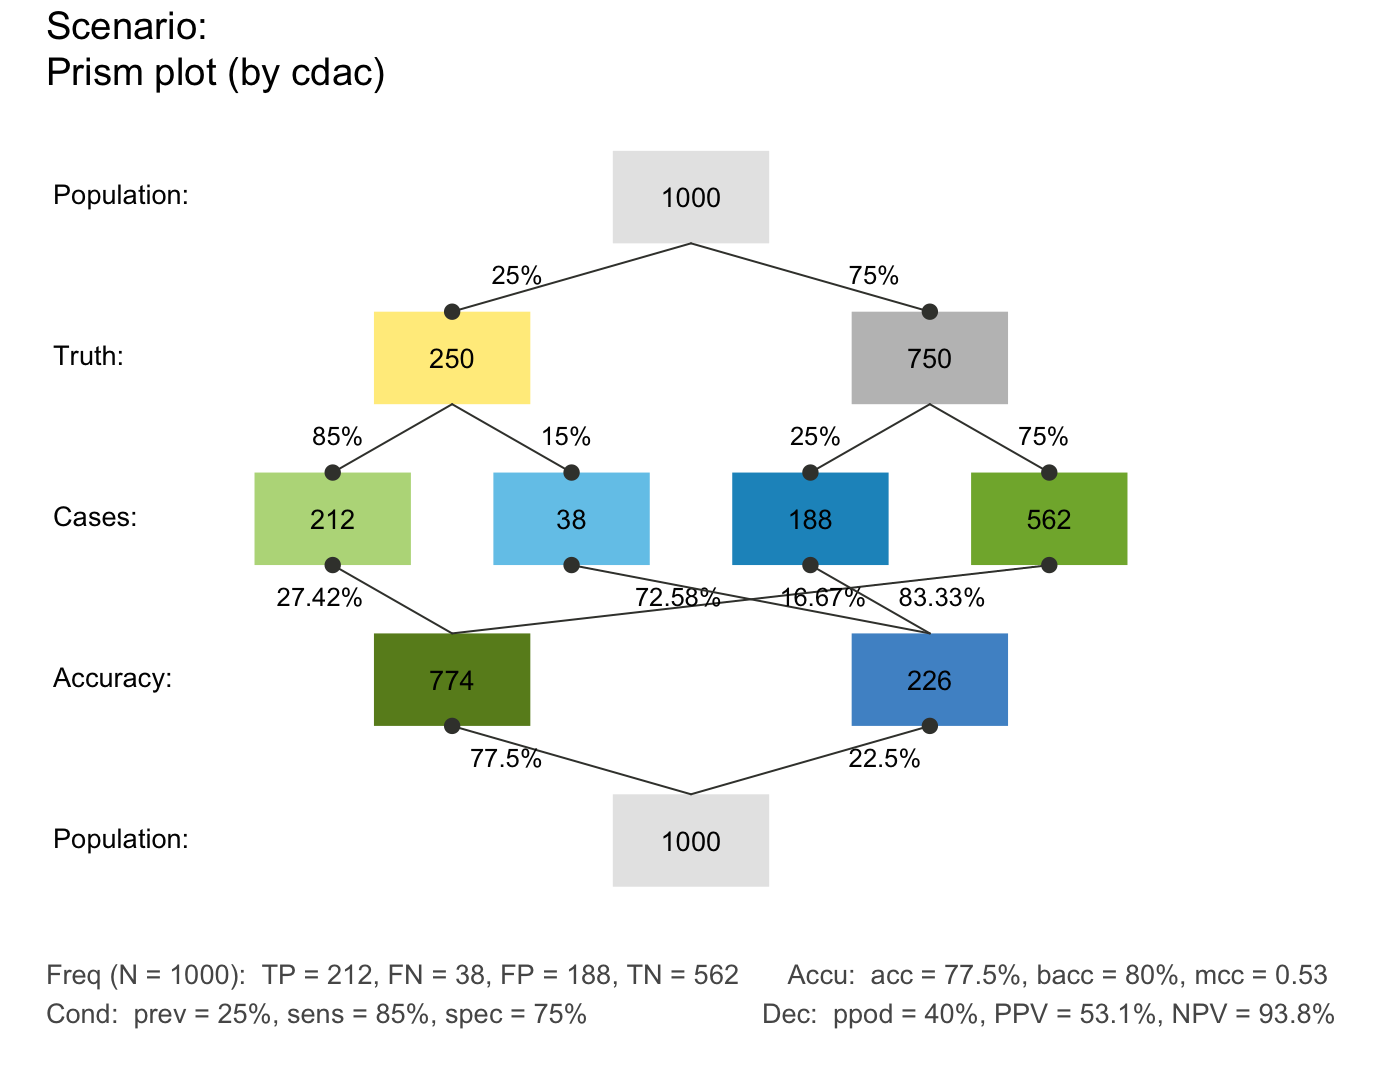 Scenario:
Prism plot (by cdac)
Population:
1000
25%
75%
Truth:
250
750
85%
15%
25%
75%
Cases:
212
38
188
562
27.42%
72.58%
16.67%
83.33%
Accuracy:
774
226
77.5%
22.5%
Population:
1000
Freq (N = 1000):  TP = 212, FN = 38, FP = 188, TN = 562
Accu:  acc = 77.5%, bacc = 80%, mcc = 0.53
Cond:  prev = 25%, sens = 85%, spec = 75%
Dec:  ppod = 40%, PPV = 53.1%, NPV = 93.8%